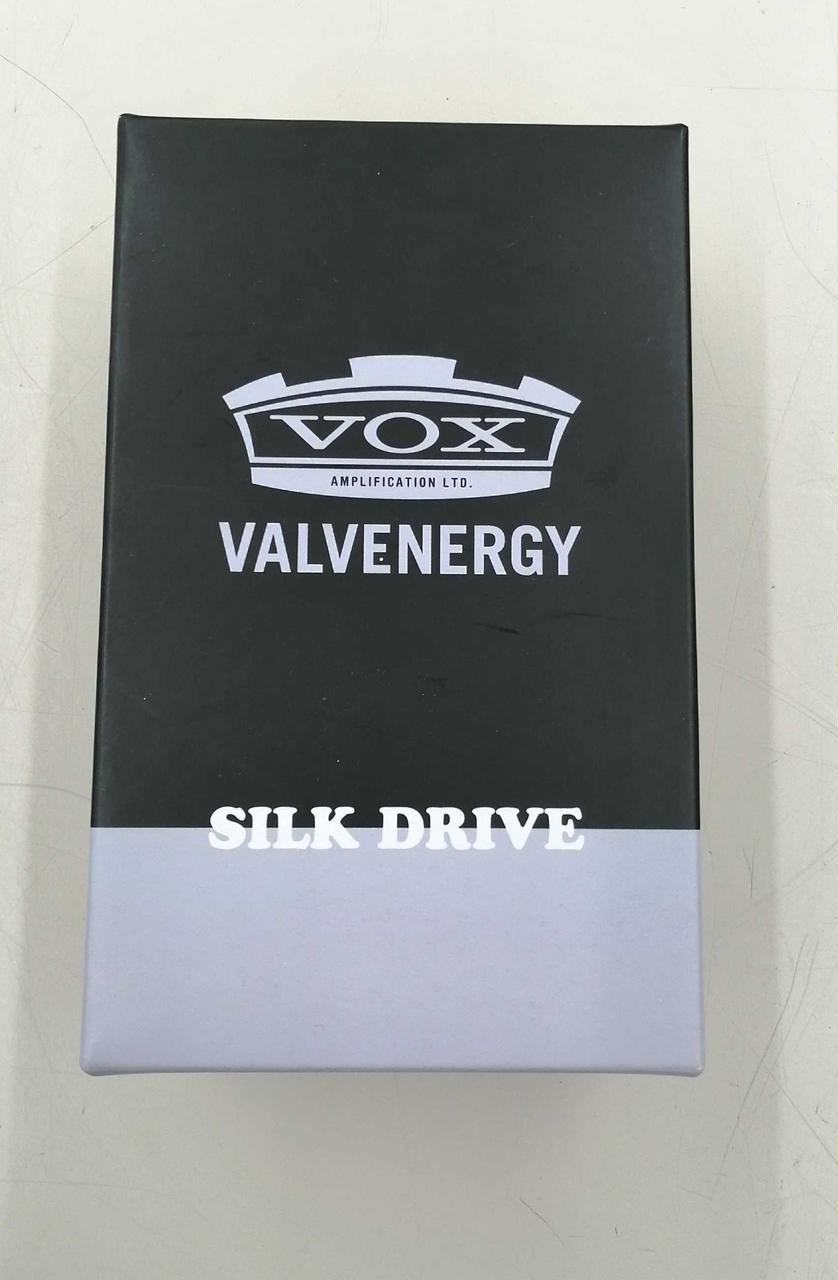 VOX
AMPLIFICATION LTD.
VALVENERGY
SILK DRIVE